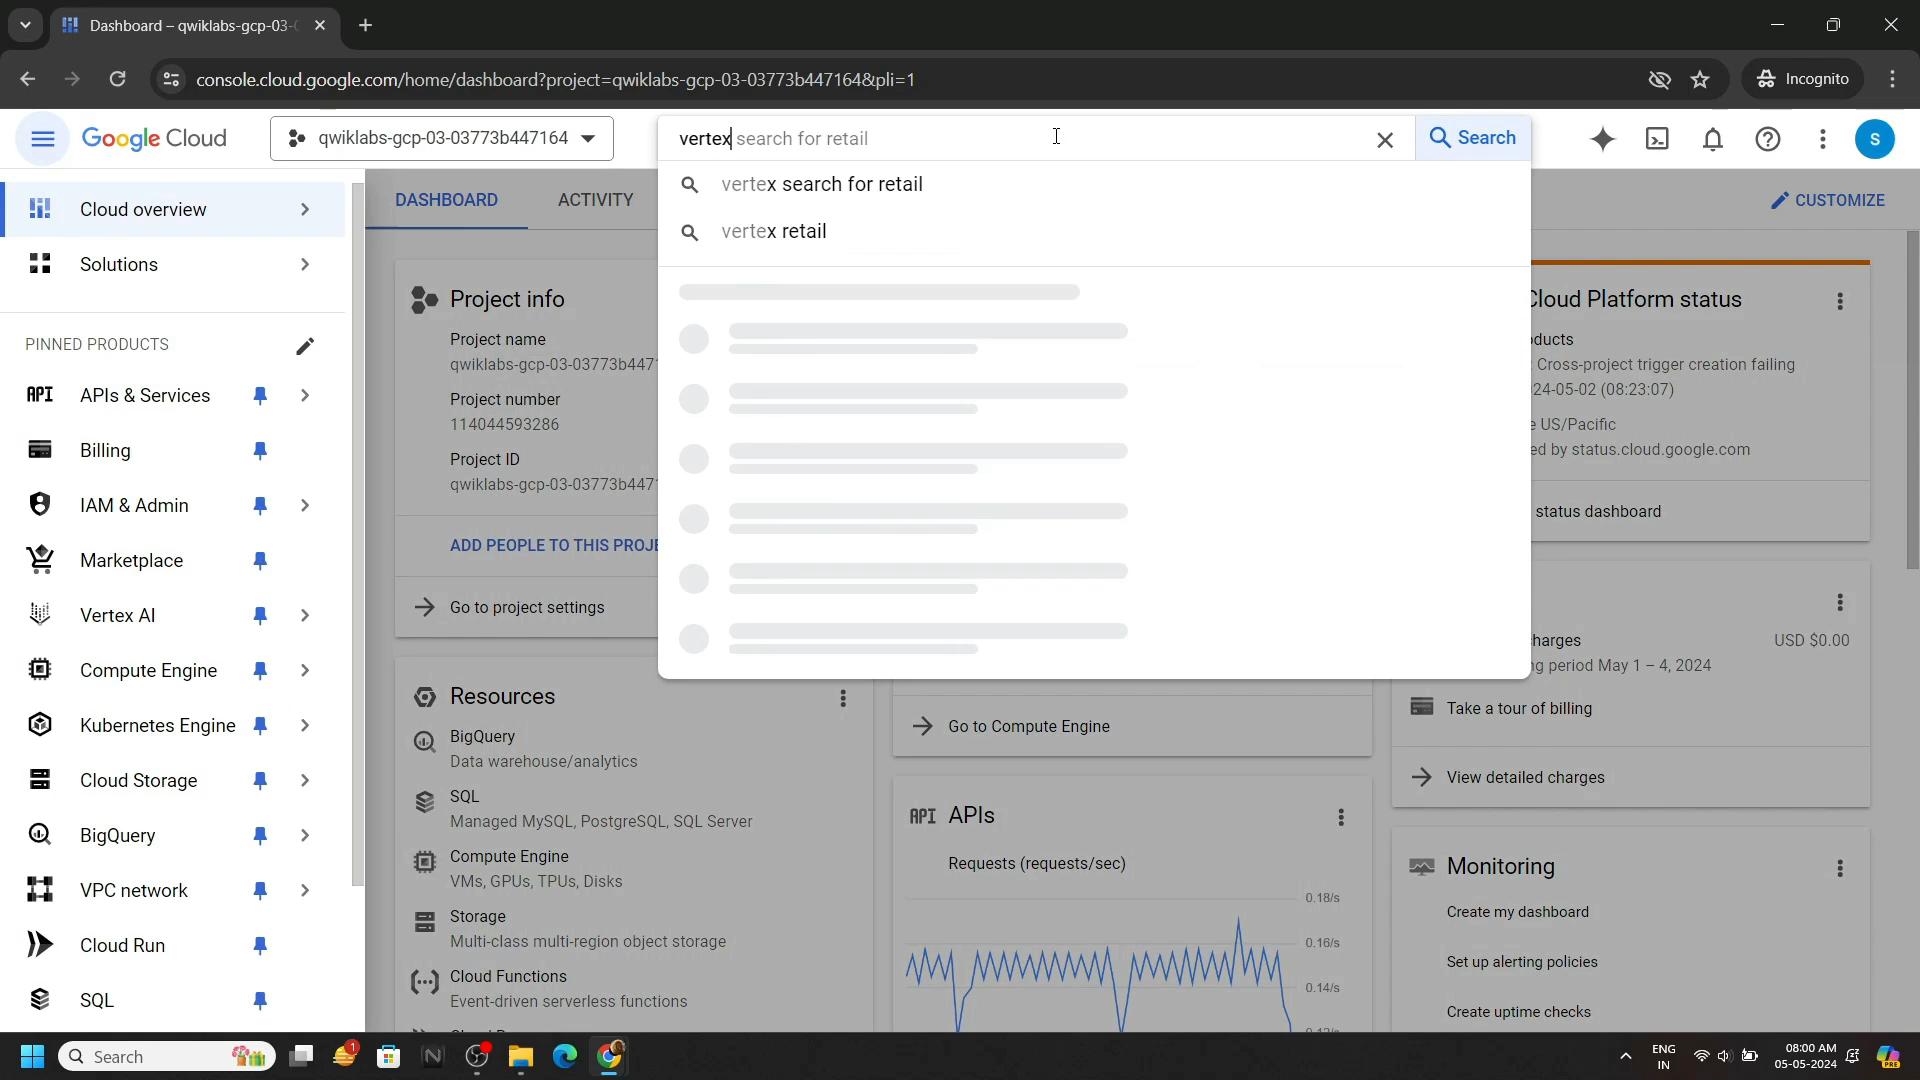 Dashboard – qwiklabs-gcp-03-
console.cloud.google.com/home/dashboard?project=qwiklabs-gcp-03-03773b447164&pli=1
Incognito
Google Cloud
qwiklabs-gcp-03-03773b447164
vertex search for retail
Search
S
Cloud overview
Solutions
PINNED PRODUCTS
API APIs & Services
Billing
IAM & Admin
Marketplace
Vertex AI
Compute Engine
Kubernetes Engine
Cloud Storage
BigQuery
VPC network
Cloud Run
SQL
DASHBOARD
ACTIVITY
CUSTOMIZE
vertex search for retail
vertex retail
Project info
Project name
qwiklabs-gcp-03-03773b447
Project number
114044593286
Project ID
qwiklabs-gcp-03-03773b447
ADD PEOPLE TO THIS PROJE
Go to project settings
Resources
BigQuery
Data warehouse/analytics
SQL
Managed MySQL, PostgreSQL, SQL Server
Compute Engine
VMs, GPUs, TPUs, Disks
Storage
Multi-class multi-region object storage
Cloud Functions
Event-driven serverless functions
Go to Compute Engine
API APIs
Requests (requests/sec)
0.18/s
0.16/s
0.14/s
Cloud Platform status
ducts
: Cross-project trigger creation failing
24-05-02 (08:23:07)
e US/Pacific
ed by status.cloud.google.com
status dashboard
harges
USD $0.00
ng period May 1 – 4, 2024
Take a tour of billing
View detailed charges
Monitoring
Create my dashboard
Set up alerting policies
Create uptime checks
Search
1
ENG
IN
08:00 AM
05-05-2024
PRE